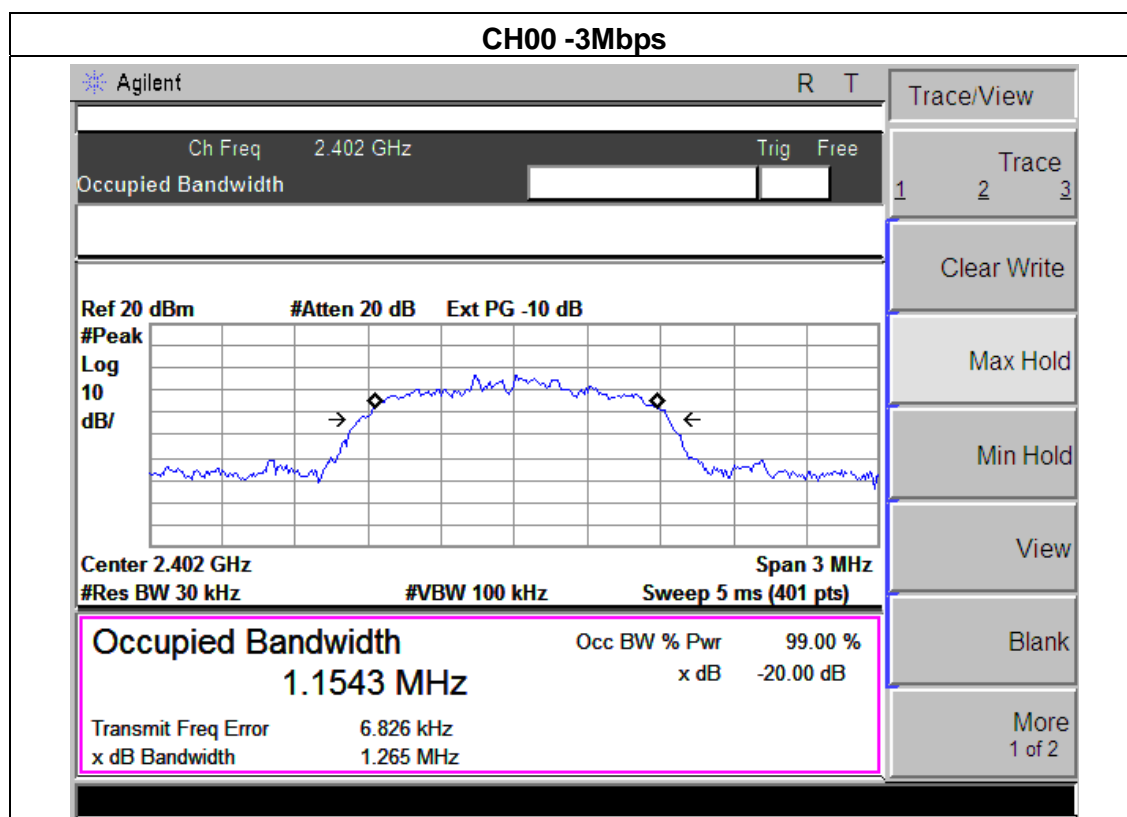 CH00 -3Mbps
Agilent R T
Ch Freq 2.402 GHz Trig Free
Occupied Bandwidth
Ref 20 dBm #Atten 20 dB Ext PG -10 dB
#Peak
Log
10
dB/
Center 2.402 GHz Span 3 MHz
#Res BW 30 kHz #VBW 100 kHz Sweep 5 ms (401 pts)
Occupied Bandwidth Occ BW % Pwr 99.00 %
1.1543 MHz x dB -20.00 dB
Transmit Freq Error 6.826 kHz
x dB Bandwidth 1.265 MHz
Trace/View
Trace
1 2 3
Clear Write
Max Hold
Min Hold
View
Blank
More
1 of 2